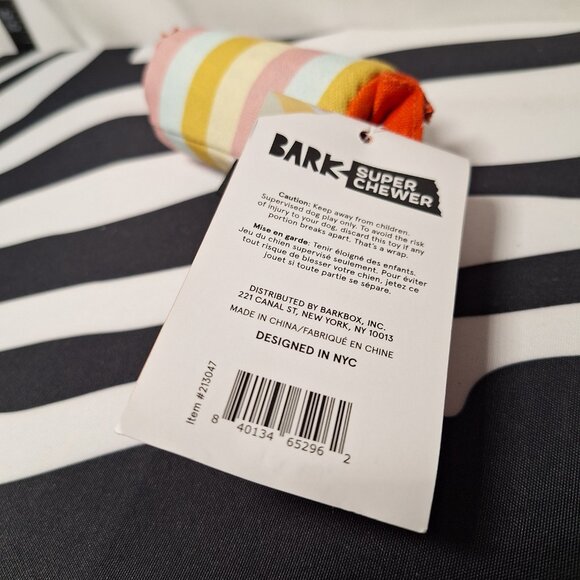 BARK
SUPER
CHEWER
Caution: Keep away from children.
Supervised dog play only. To avoid the risk
of injury to your dog, discard this toy if any
portion breaks apart. That's a wrap.
Mise en garde: Tenir éloigné des enfants.
Jeu du chien supervisé seulement. Pour éviter
tout risque de blesser votre chien, jetez ce
jouet si toute partie se sépare.
DISTRIBUTED BY BARKBOX, INC.
221 CANAL ST, NEW YORK, NY 10013
MADE IN CHINA/FABRIQUÉ EN CHINE
DESIGNED IN NYC
Item #213047
8 40134 65296 2